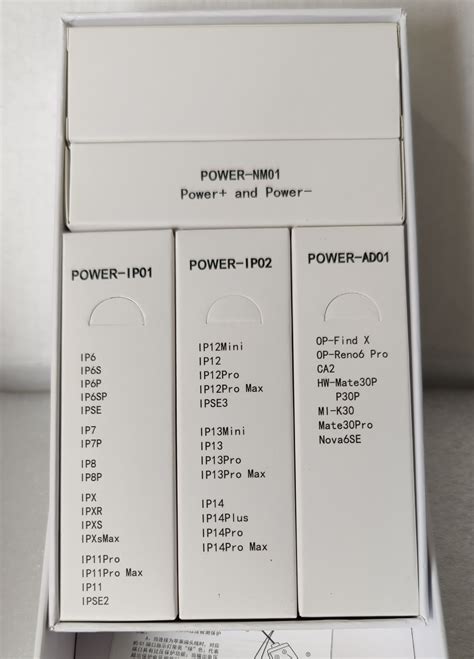 POWER-NM01
Power+ and Power-
POWER-IP01
IP6
IP6S
IP6P
IP6SP
IPSE
IP7
IP7P
IP8
IP8P
IPX
IPXR
IPXS
IPXsMax
IP11Pro
IP11Pro Max
IP11
IPSE2
POWER-IP02
IP12Mini
IP12
IP12Pro
IP12Pro Max
IPSE3
IP13Mini
IP13
IP13Pro
IP13Pro Max
IP14
IP14Plus
IP14Pro
IP14Pro Max
POWER-AD01
OP-Find X
OP-Reno6 Pro
CA2
HW-Mate30P
P30P
MI-K30
Mate30Pro
Nova6SE